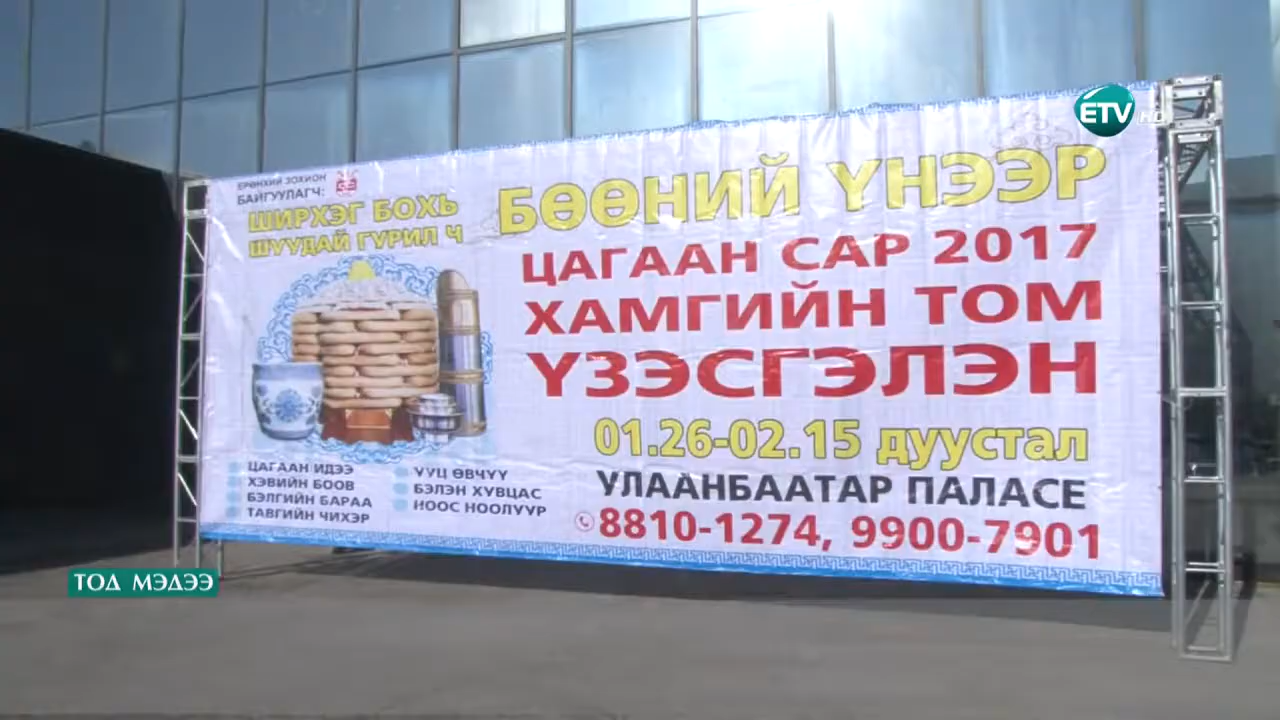 ETV HD
ЕРӨНХИЙ ЗОХИОН
БАЙГУУЛАГЧ:
ШИРХЭГ БОХЬ
ШУУДАЙ ГУРИЛ Ч
БӨӨНИЙ ҮНЭЭР
ЦАГААН САР 2017
ХАМГИЙН ТОМ
ҮЗЭСГЭЛЭН
01.26-02.15 дуустал
УЛААНБААТАР ПАЛАСЕ
8810-1274, 9900-7901
ЦАГААН ИДЭЭ
ХЭВИЙН БООВ
БЭЛГИЙН БАРАА
ТАВГИЙН ЧИХЭР
УУЦ ӨВЧҮҮ
БЭЛЭН ХУВЦАС
НООС НООЛУУР
ТОД МЭДЭЭ